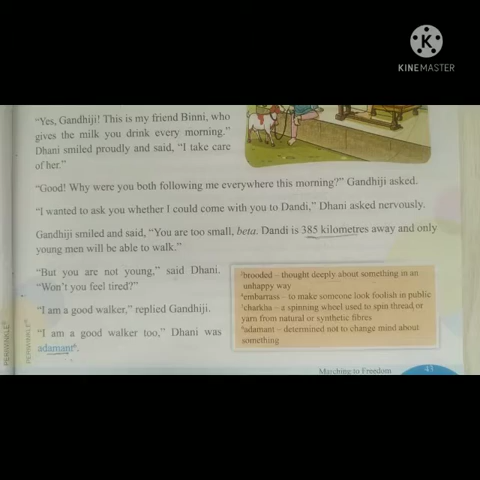 KINEMASTER
"Yes, Gandhiji! This is my friend Binni, who
gives the milk you drink every morning."
Dhani smiled proudly and said, "I take care
of her."
"Good! Why were you both following me everywhere this morning?" Gandhiji asked.
"I wanted to ask you whether I could come with you to Dandi," Dhani asked nervously.
Gandhiji smiled and said, "You are too small, beta. Dandi is 385 kilometres away and only
young men will be able to walk."
"But you are not young," said Dhani.
"Won't you feel tired?"
"I am a good walker," replied Gandhiji.
"I am a good walker too," Dhani was
adamant.
brooded – thought deeply about something in an
unhappy way
embarrass – to make someone look foolish in public
charkha – a spinning wheel used to spin thread or
yarn from natural or synthetic fibres
adamant – determined not to change mind about
something
Marching to Freedom
43
PERIWINKLE
PERIWINKLE